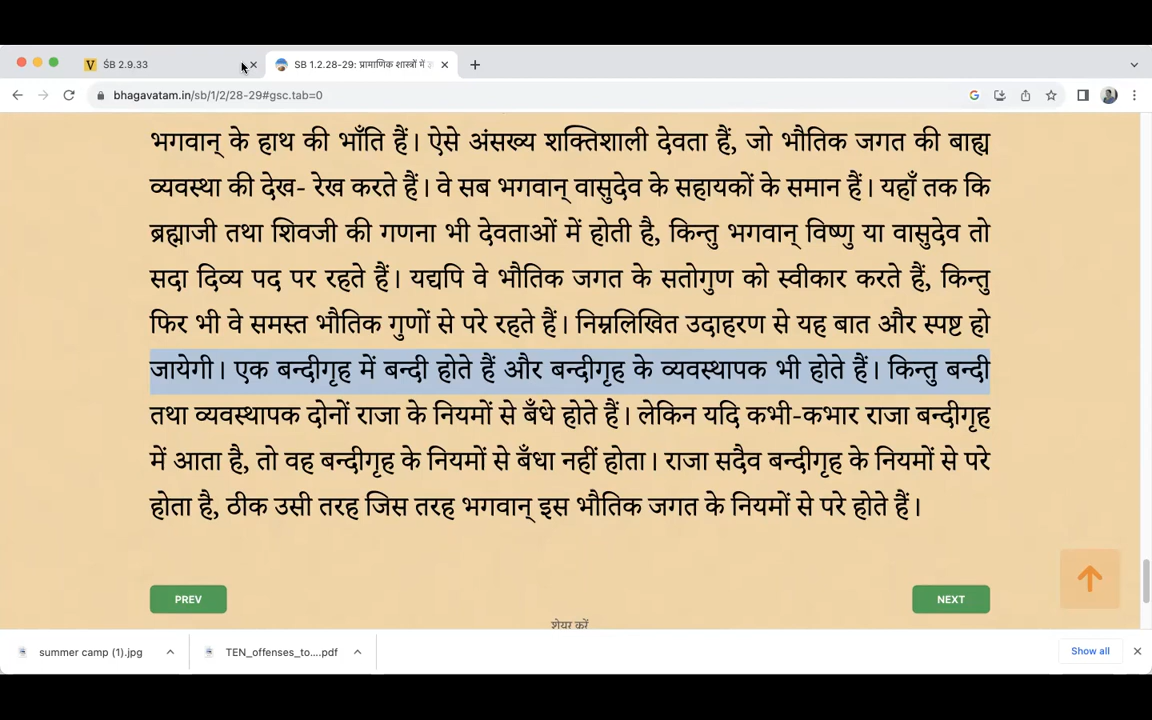 ŚB 2.9.33
SB 1.2.28-29: प्रामाणिक शास्त्रों में
bhagavatam.in/sb/1/2/28-29#gsc.tab=0
भगवान् के हाथ की भाँति हैं। ऐसे अंसख्य शक्तिशाली देवता हैं, जो भौतिक जगत की बाह्य
व्यवस्था की देख- रेख करते हैं। वे सब भगवान् वासुदेव के सहायकों के समान हैं। यहाँ तक कि
ब्रह्माजी तथा शिवजी की गणना भी देवताओं में होती है, किन्तु भगवान् विष्णु या वासुदेव तो
सदा दिव्य पद पर रहते हैं। यद्यपि वे भौतिक जगत के सतोगुण को स्वीकार करते हैं, किन्तु
फिर भी वे समस्त भौतिक गुणों से परे रहते हैं। निम्नलिखित उदाहरण से यह बात और स्पष्ट हो
जायेगी। एक बन्दीगृह में बन्दी होते हैं और बन्दीगृह के व्यवस्थापक भी होते हैं। किन्तु बन्दी
तथा व्यवस्थापक दोनों राजा के नियमों से बँधे होते हैं। लेकिन यदि कभी-कभार राजा बन्दीगृह
में आता है, तो वह बन्दीगृह के नियमों से बँधा नहीं होता। राजा सदैव बन्दीगृह के नियमों से परे
होता है, ठीक उसी तरह जिस तरह भगवान् इस भौतिक जगत के नियमों से परे होते हैं।
PREV
NEXT
शेयर करें
summer camp (1).jpg
TEN_offenses_to....pdf
Show all